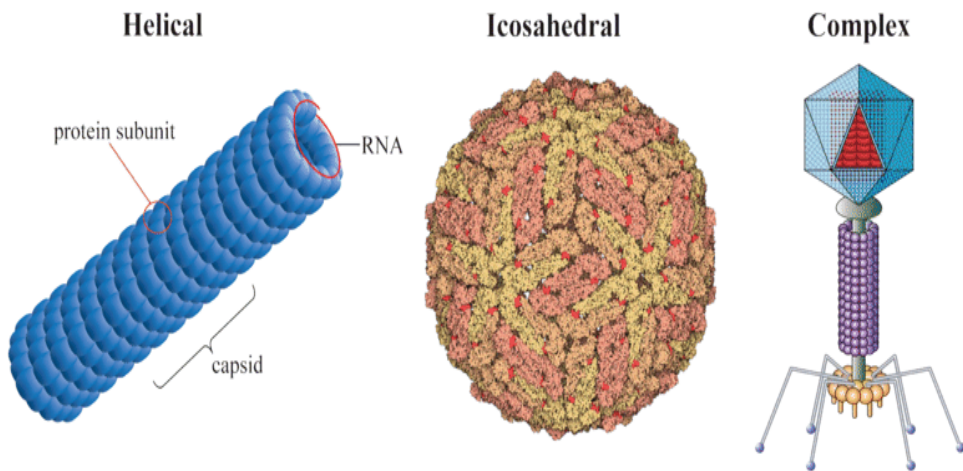 Helical
Icosahedral
Complex
protein subunit
RNA
capsid